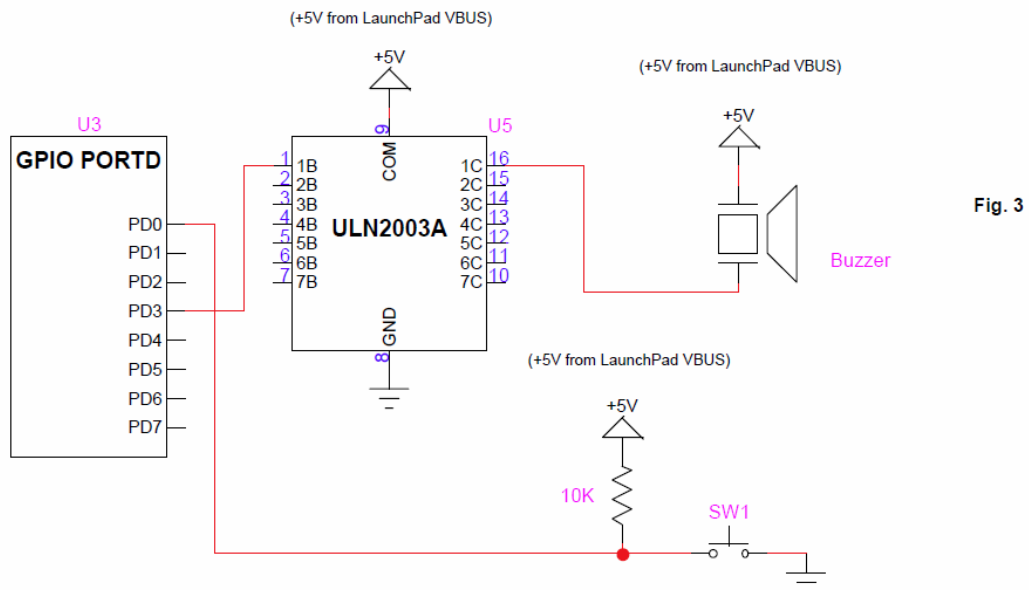 (+5V from LaunchPad VBUS)
+5V
(+5V from LaunchPad VBUS)
+5V
U3
GPIO PORTD
PD0
PD1
PD2
PD3
PD4
PD5
PD6
PD7
U5
9
COM
1 1B
2 2B
3 3B
4 4B
5 5B
6 6B
7 7B
ULN2003A
1C 16
2C 15
3C 14
4C 13
5C 12
6C 11
7C 10
GND
8
Buzzer
Fig. 3
(+5V from LaunchPad VBUS)
+5V
10K
SW1